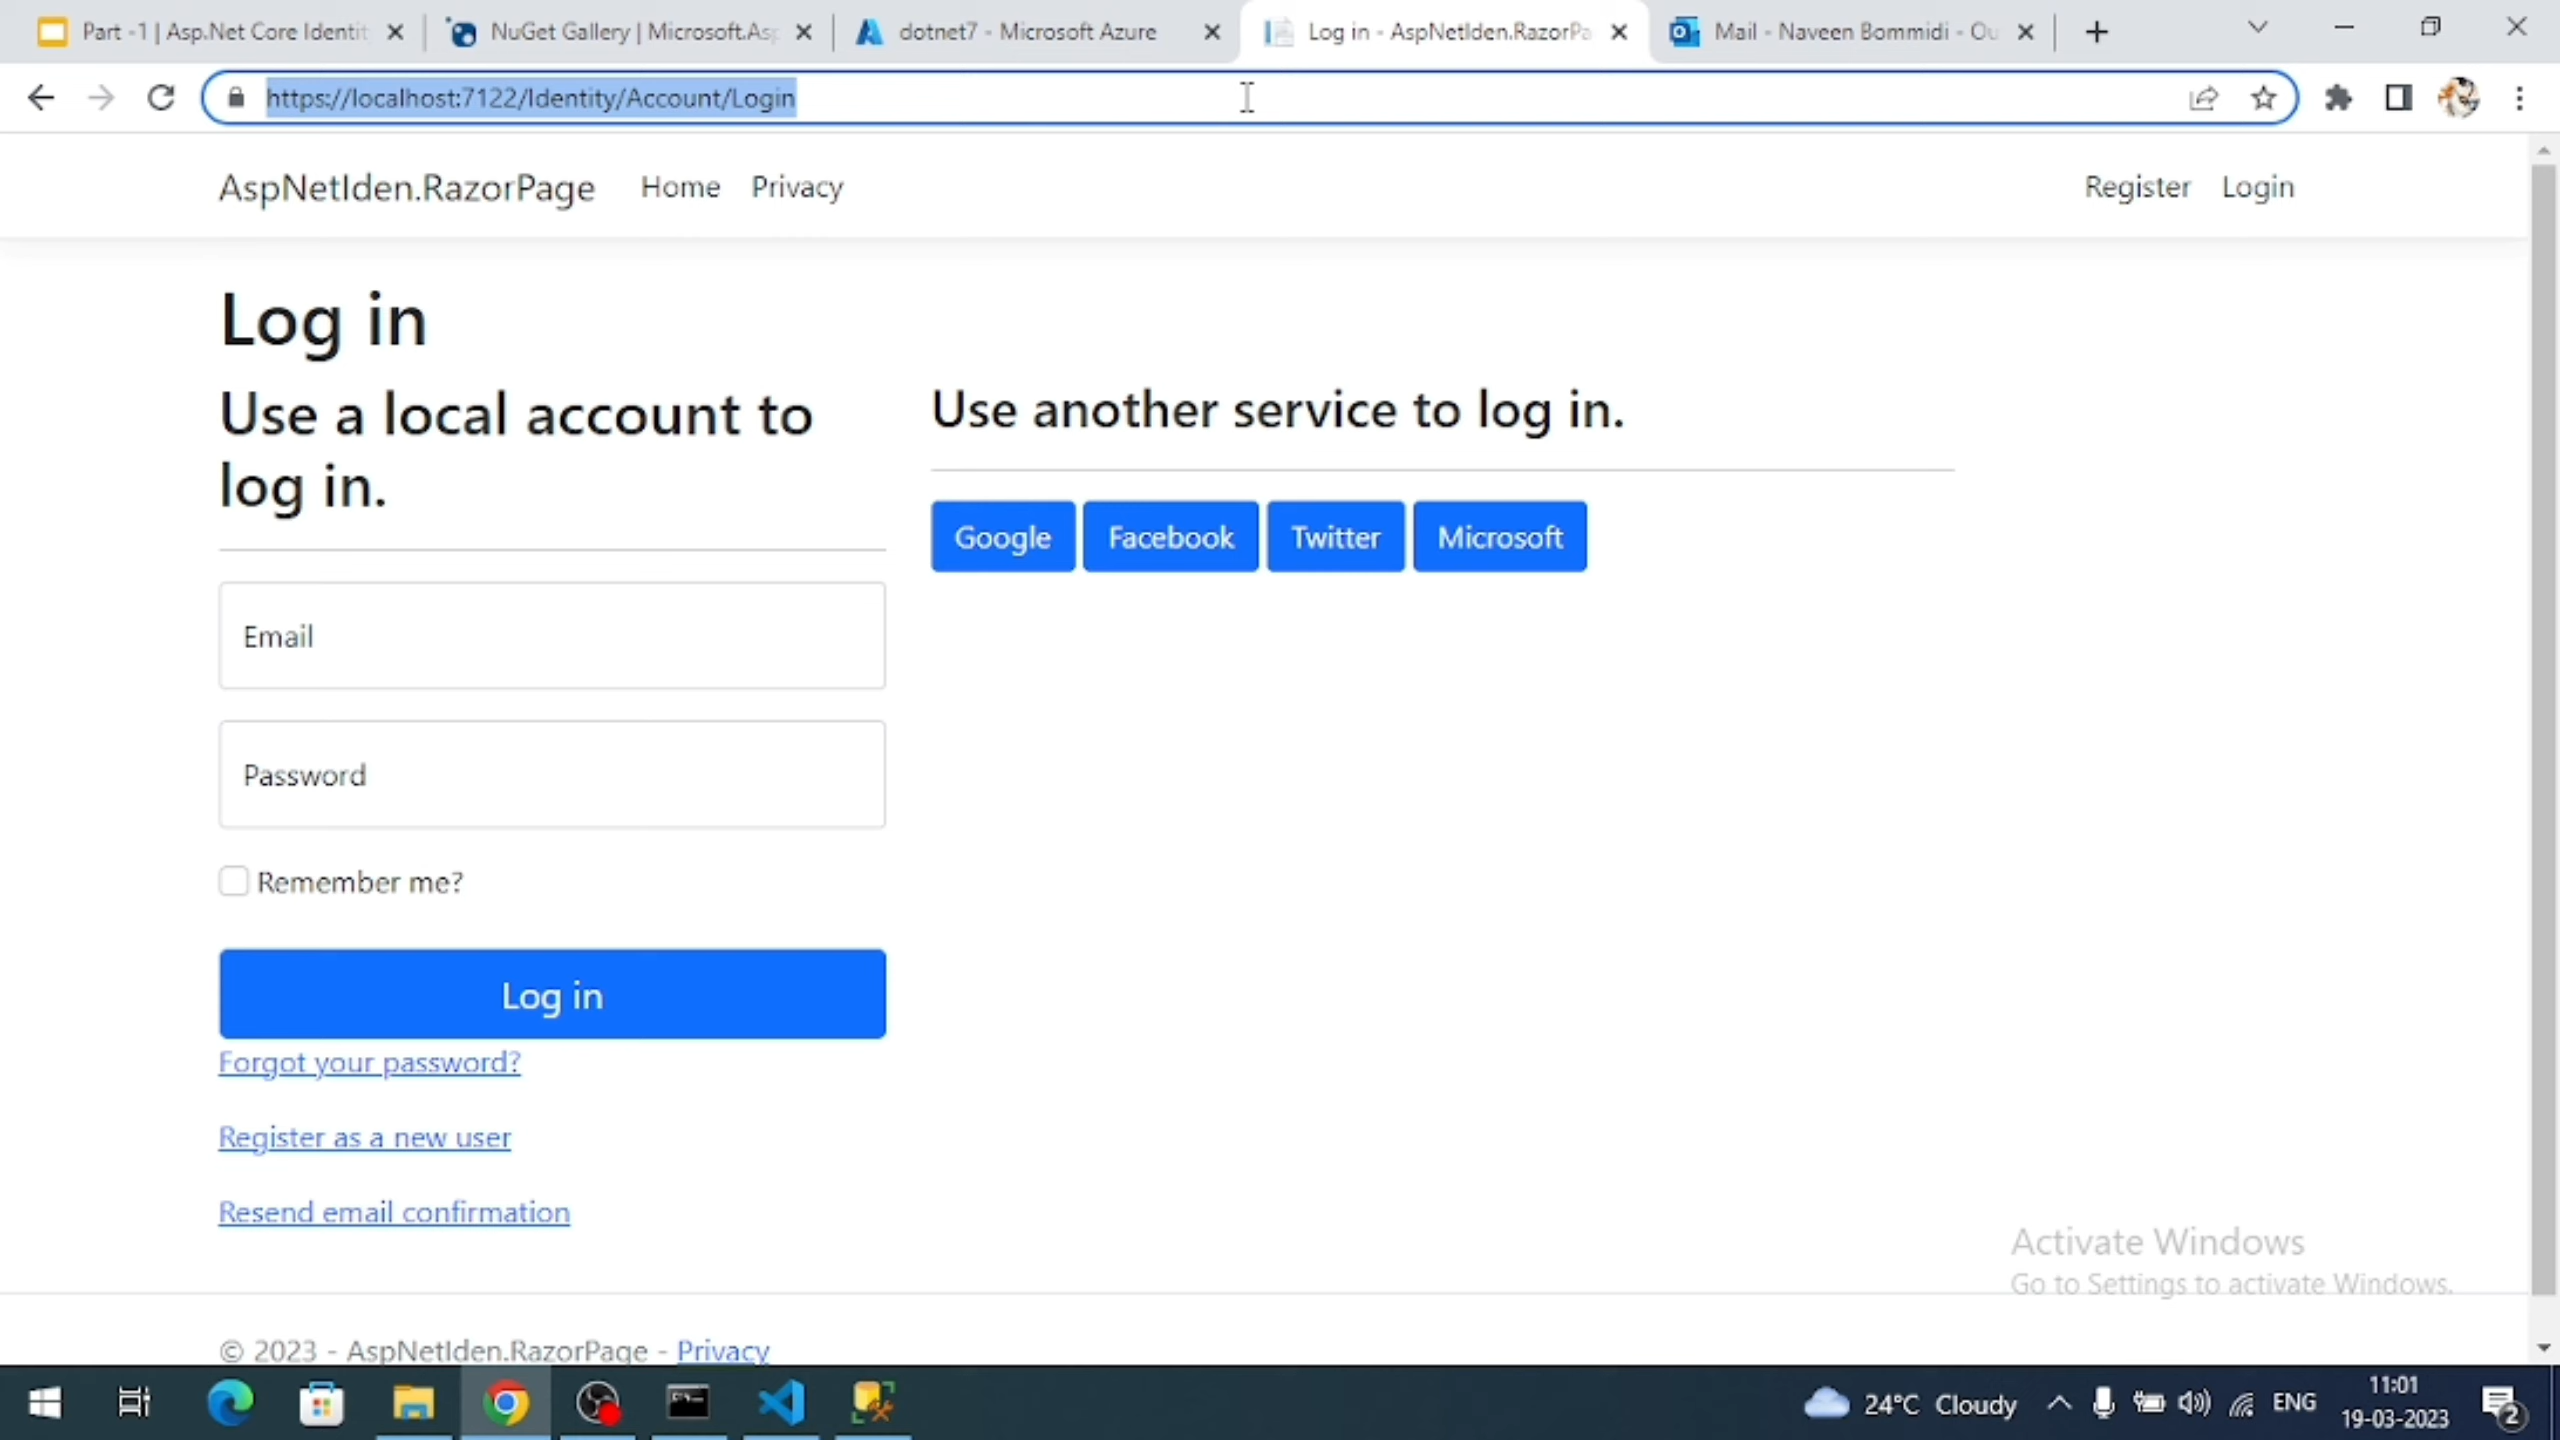 Part -1 | Asp.Net Core Identit
NuGet Gallery | Microsoft.Asp
dotnet7 - Microsoft Azure
Log in - AspNetIden.RazorPa
Mail - Naveen Bommidi - Ou
https://localhost:7122/Identity/Account/Login
AspNetIden.RazorPage
Home
Privacy
Register
Login
Log in
Use a local account to
log in.
Use another service to log in.
Google
Facebook
Twitter
Microsoft
Email
Password
Remember me?
Log in
Forgot your password?
Register as a new user
Resend email confirmation
Activate Windows
Go to Settings to activate Windows.
© 2023 - AspNetIden.RazorPage - Privacy
24°C Cloudy
ENG
11:01
19-03-2023
2